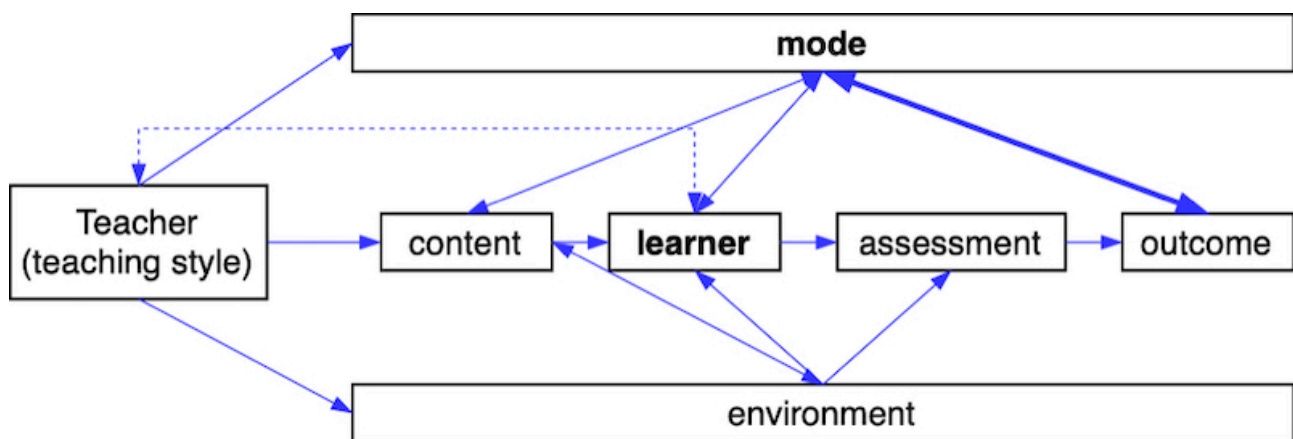 mode
Teacher
(teaching style)
content
learner
assessment
outcome
environment